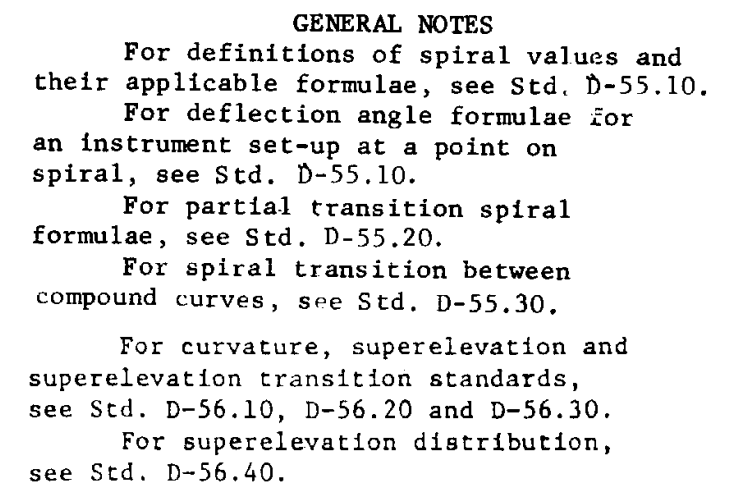 GENERAL NOTES
For definitions of spiral values and
their applicable formulae, see Std. D-55.10.
For deflection angle formulae for
an instrument set-up at a point on
spiral, see Std. D-55.10.
For partial transition spiral
formulae, see Std. D-55.20.
For spiral transition between
compound curves, see Std. D-55.30.
For curvature, superelevation and
superelevation transition standards,
see Std. D-56.10, D-56.20 and D-56.30.
For superelevation distribution,
see Std. D-56.40.